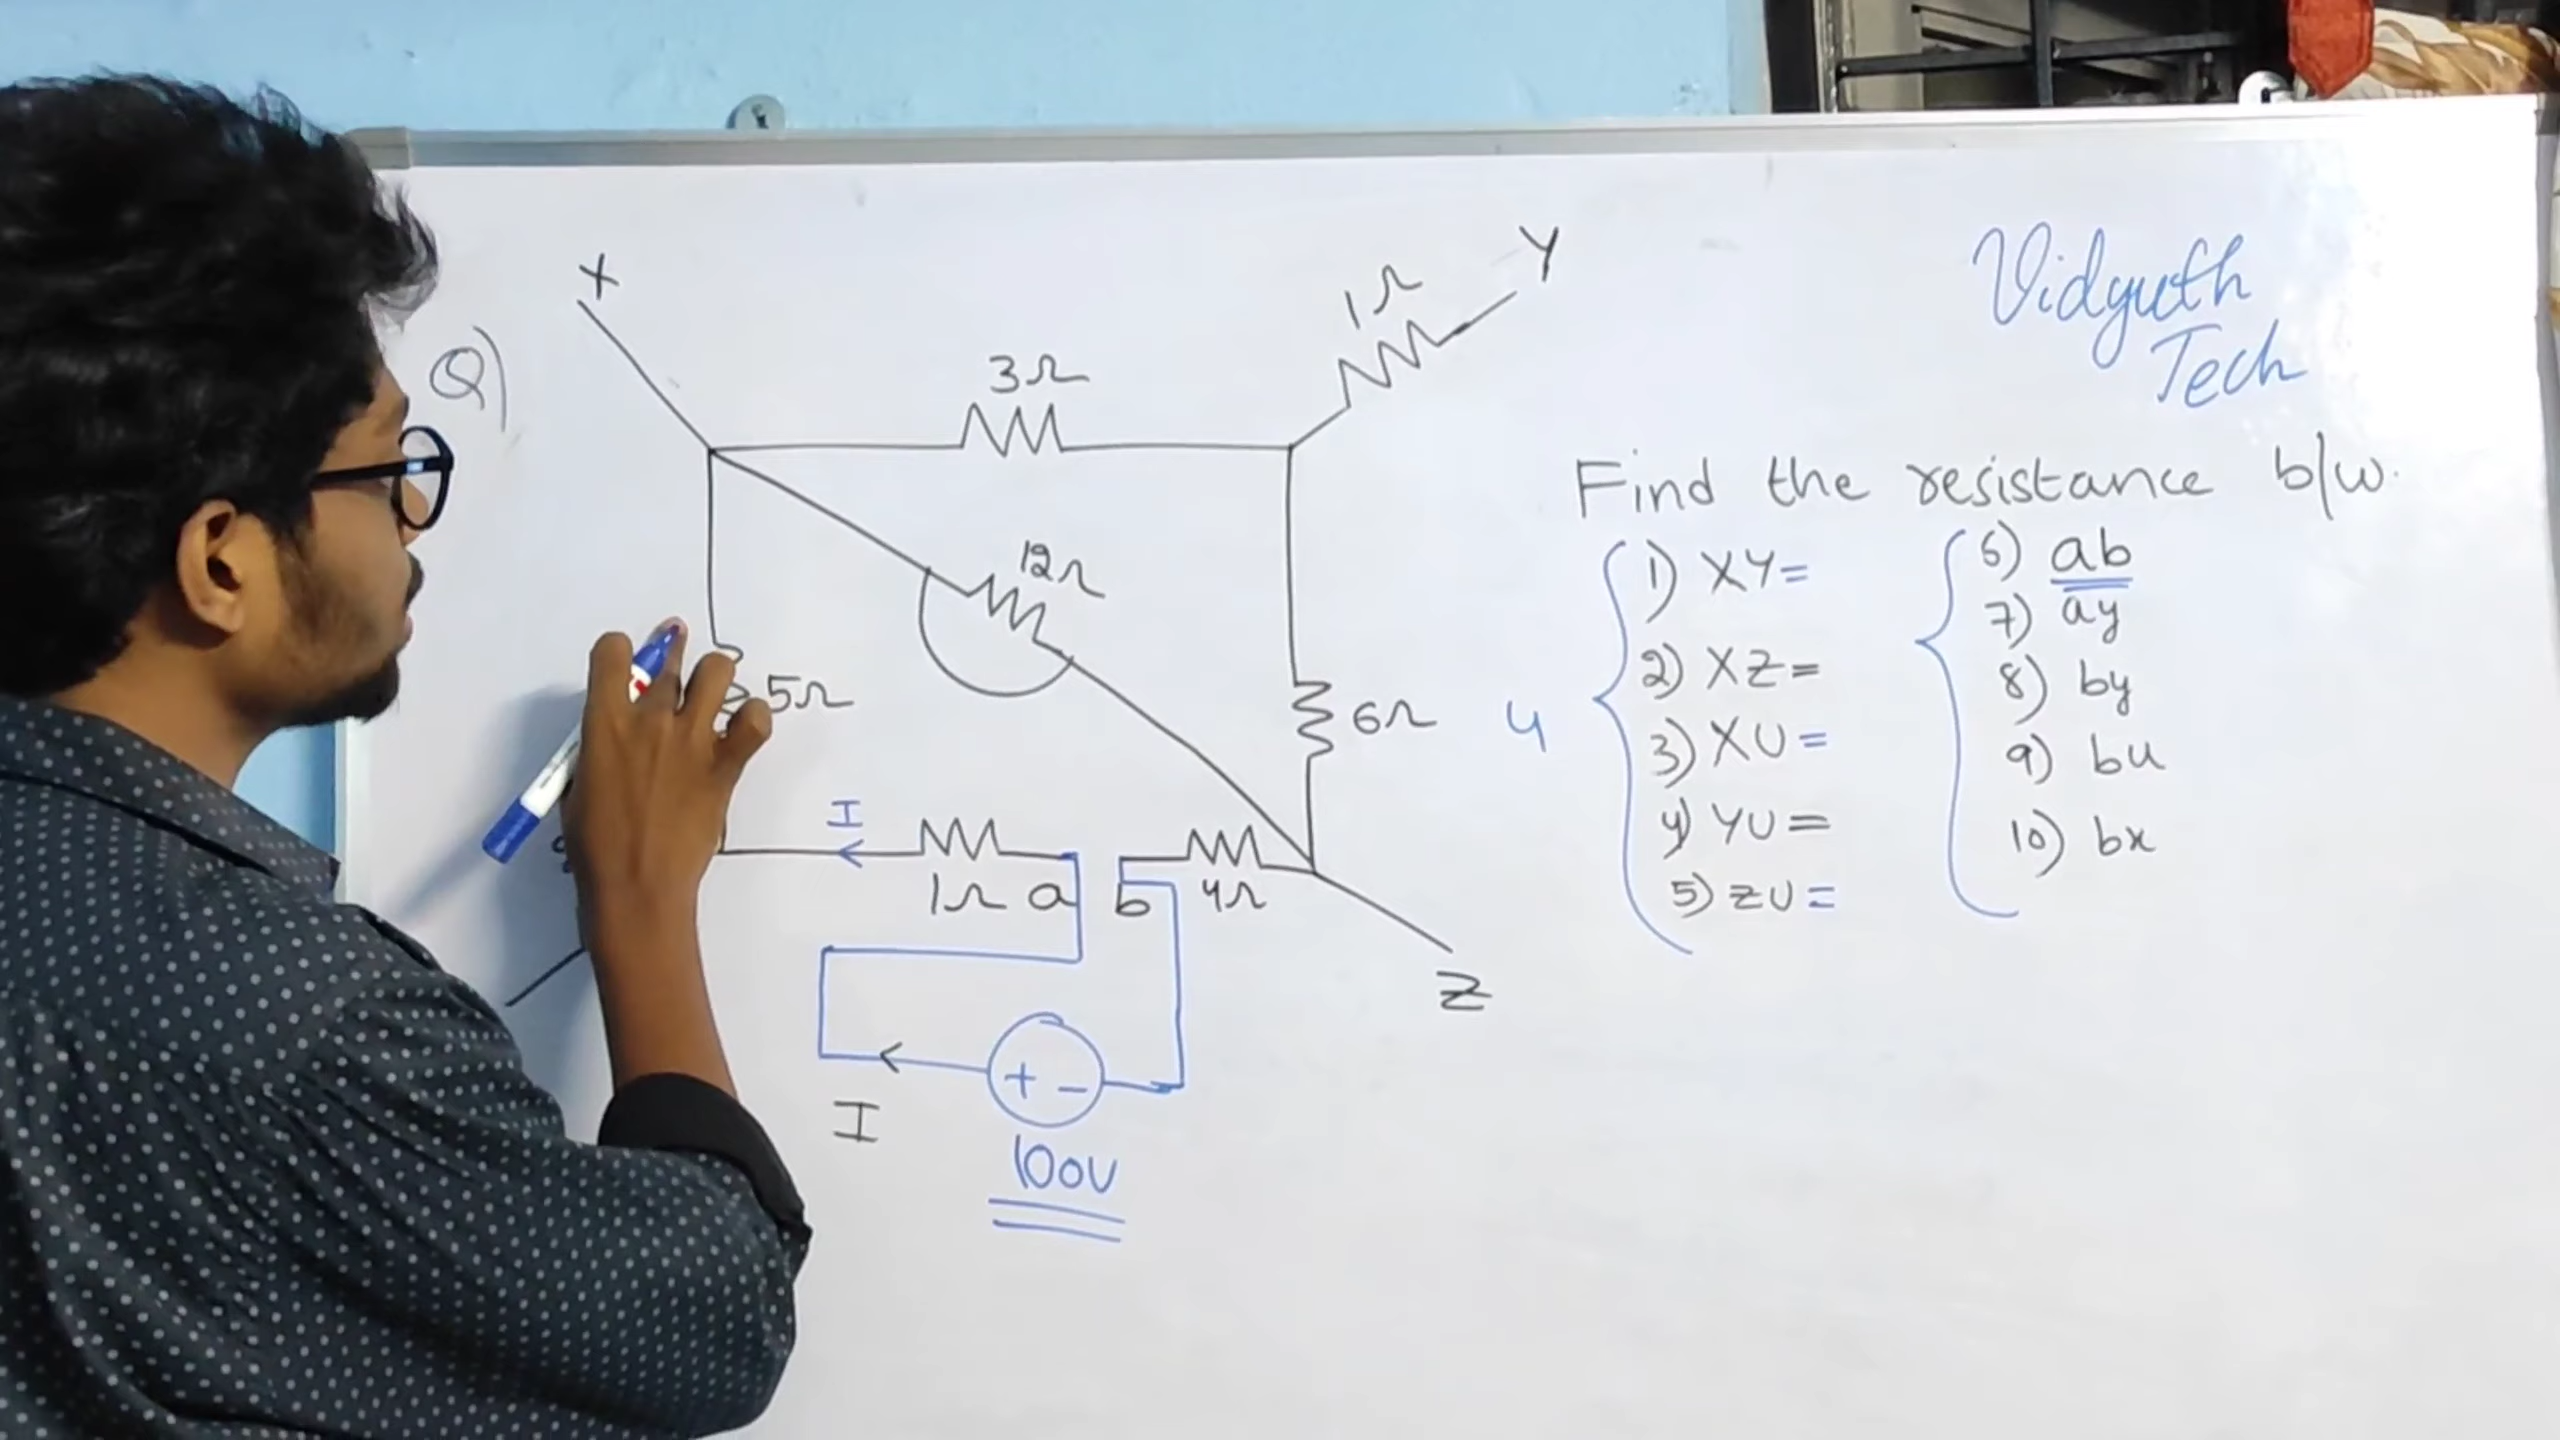 Vidyuth
Tech
Q)
X
Y
1Ω
3Ω
12Ω
5Ω
6Ω
I
1Ω a
b 4Ω
Z
+ -
I
100V
Find the resistance b/w.
4
1) XY=
2) XZ=
3) XU=
4) YU=
5) ZU=
6) ab
7) ay
8) by
9) bu
10) bx